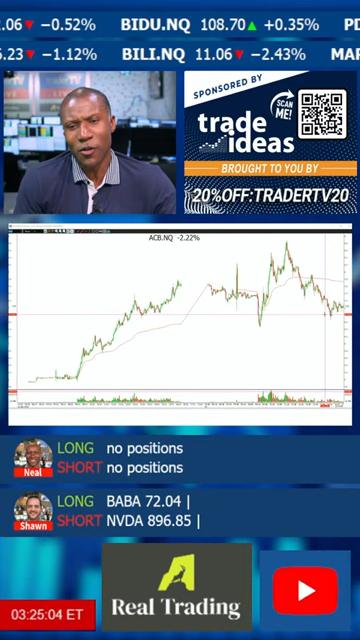 2.06▼ −0.52% BIDU.NQ 108.70▲ +0.35% PD
5.23▼ −1.12% BILI.NQ 11.06▼ −2.43% MAR
SPONSORED BY
SCAN ME!
trade ideas
BROUGHT TO YOU BY
20%OFF:TRADERTV20
ACB.NQ -2.22%
LONG no positions
SHORT no positions
Neal
LONG BABA 72.04 |
SHORT NVDA 896.85 |
Shawn
03:25:04 ET
Real Trading